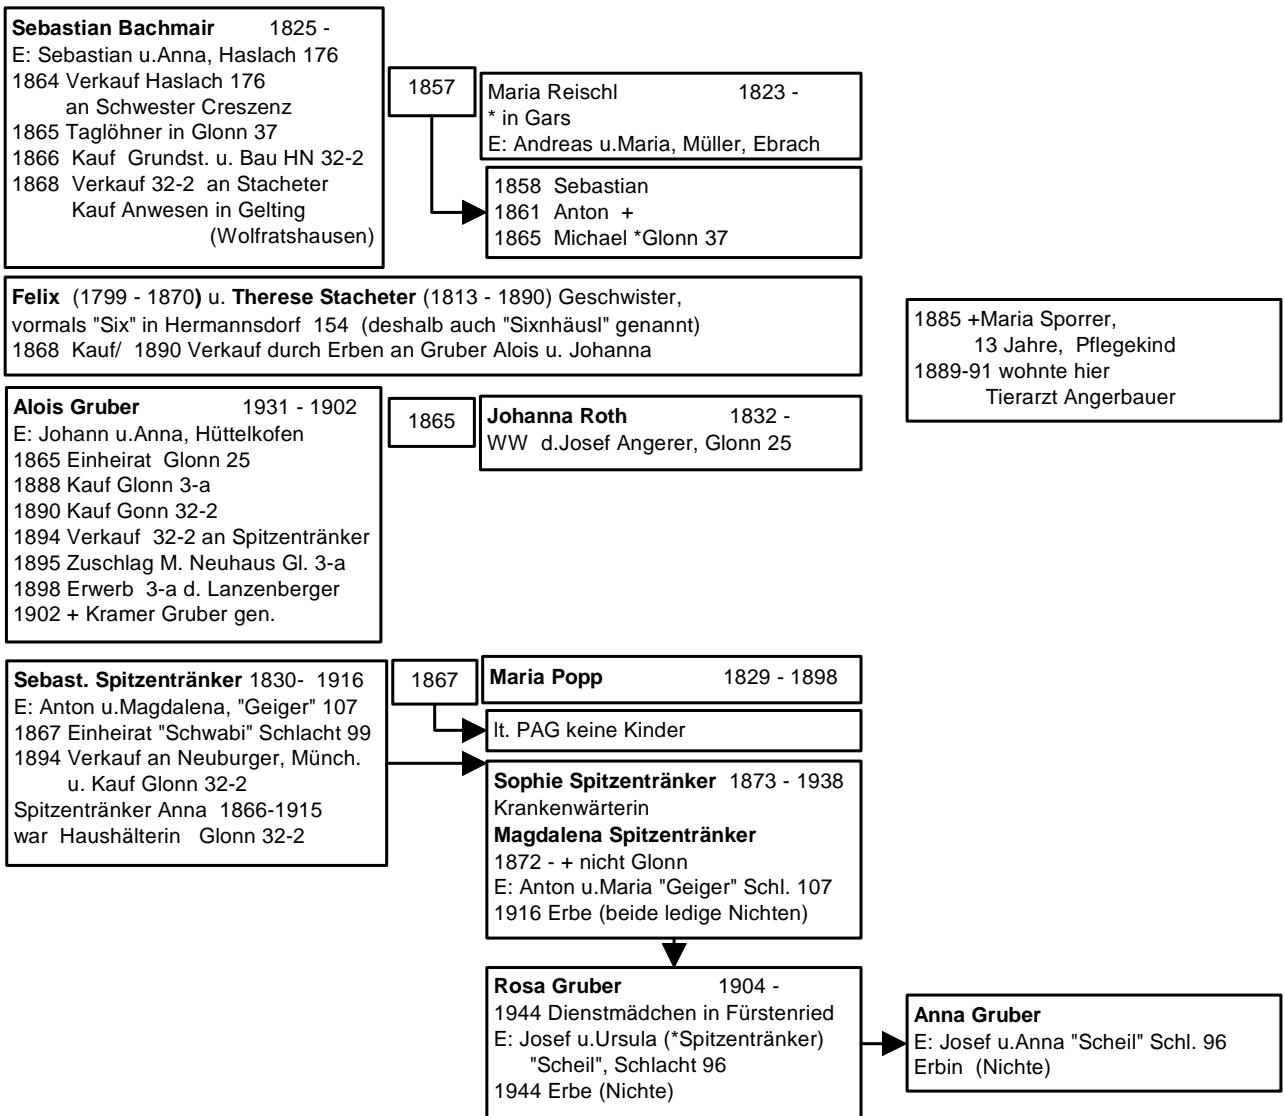 Sebastian Bachmair 1825 -
E: Sebastian u.Anna, Haslach 176
1864 Verkauf Haslach 176
an Schwester Creszenz
1865 Taglöhner in Glonn 37
1866 Kauf Grundst. u. Bau HN 32-2
1868 Verkauf 32-2 an Stacheter
Kauf Anwesen in Gelting
(Wolfratshausen)
1857
Maria Reischl 1823 -
* in Gars
E: Andreas u.Maria, Müller, Ebrach
1858 Sebastian
1861 Anton +
1865 Michael *Glonn 37
Felix (1799 - 1870) u. Therese Stacheter (1813 - 1890) Geschwister,
vormals "Six" in Hermannsdorf 154 (deshalb auch "Sixnhäusl" genannt)
1868 Kauf/ 1890 Verkauf durch Erben an Gruber Alois u. Johanna
1885 +Maria Sporrer,
13 Jahre, Pflegekind
1889-91 wohnte hier
Tierarzt Angerbauer
Alois Gruber 1931 - 1902
E: Johann u.Anna, Hüttelkofen
1865 Einheirat Glonn 25
1888 Kauf Glonn 3-a
1890 Kauf Gonn 32-2
1894 Verkauf 32-2 an Spitzentränker
1895 Zuschlag M. Neuhaus Gl. 3-a
1898 Erwerb 3-a d. Lanzenberger
1902 + Kramer Gruber gen.
1865
Johanna Roth 1832 -
WW d.Josef Angerer, Glonn 25
Sebast. Spitzentränker 1830- 1916
E: Anton u.Magdalena, "Geiger" 107
1867 Einheirat "Schwabi" Schlacht 99
1894 Verkauf an Neuburger, Münch.
u. Kauf Glonn 32-2
Spitzentränker Anna 1866-1915
war Haushälterin Glonn 32-2
1867
Maria Popp 1829 - 1898
lt. PAG keine Kinder
Sophie Spitzentränker 1873 - 1938
Krankenwärterin
Magdalena Spitzentränker
1872 - + nicht Glonn
E: Anton u.Maria "Geiger" Schl. 107
1916 Erbe (beide ledige Nichten)
Rosa Gruber 1904 -
1944 Dienstmädchen in Fürstenried
E: Josef u.Ursula (*Spitzentränker)
"Scheil", Schlacht 96
1944 Erbe (Nichte)
Anna Gruber
E: Josef u.Anna "Scheil" Schl. 96
Erbin (Nichte)